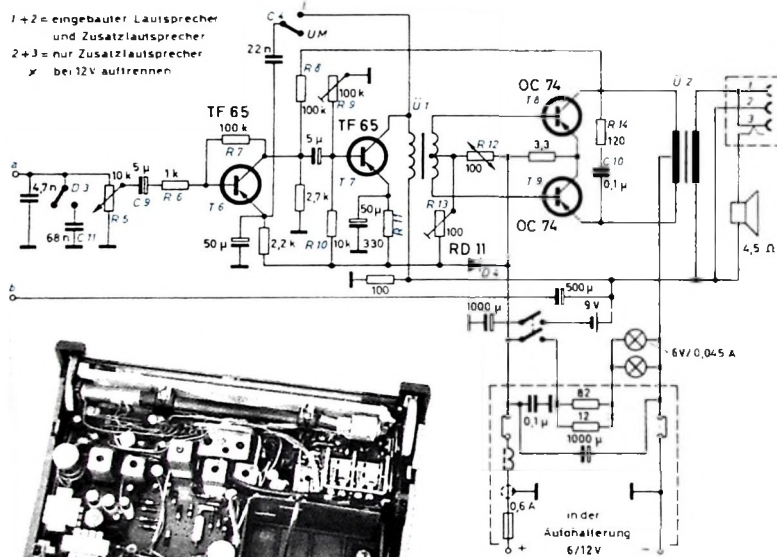 1 + 2 = eingebauter Lautsprecher
und Zusatzlautsprecher
2 + 3 = nur Zusatzlautsprecher
x bei 12 V auftrennen
C 4
UM
22 n
R 8
100 k
R 9
100 k
TF 65
100 k
R 7
5 µ
TF 65
Ü 1
OC 74
T 8
Ü 2
1
2
3
R 14
120
C 10
0,1 µ
R 12
100
3,3
a
4,7 n
D 3
10 k
5 µ
1 k
R 5
C 9
R 6
T 6
T 7
T 9
OC 74
68 n
C 11
50 µ
2,2 k
2,7 k
R 10
10 k
50 µ
330
R 11
R 13
100
RD 11
D 4
4,5 Ω
100
b
500 µ
1000 µ
9 V
6V/0,045 A
82
0,1 µ
12
1000 µ
0,6 A
in der
Autohalterung
6/12V
+
−